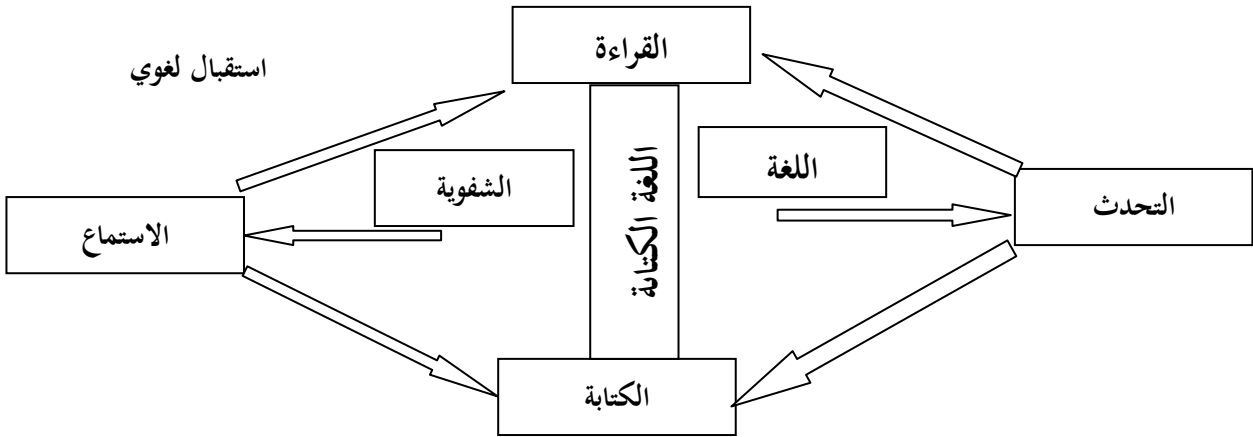 القراءة
استقبال لغوي
اللغة
الشفوية
اللغة الكتابة
التحدث
الاستماع
الكتابة